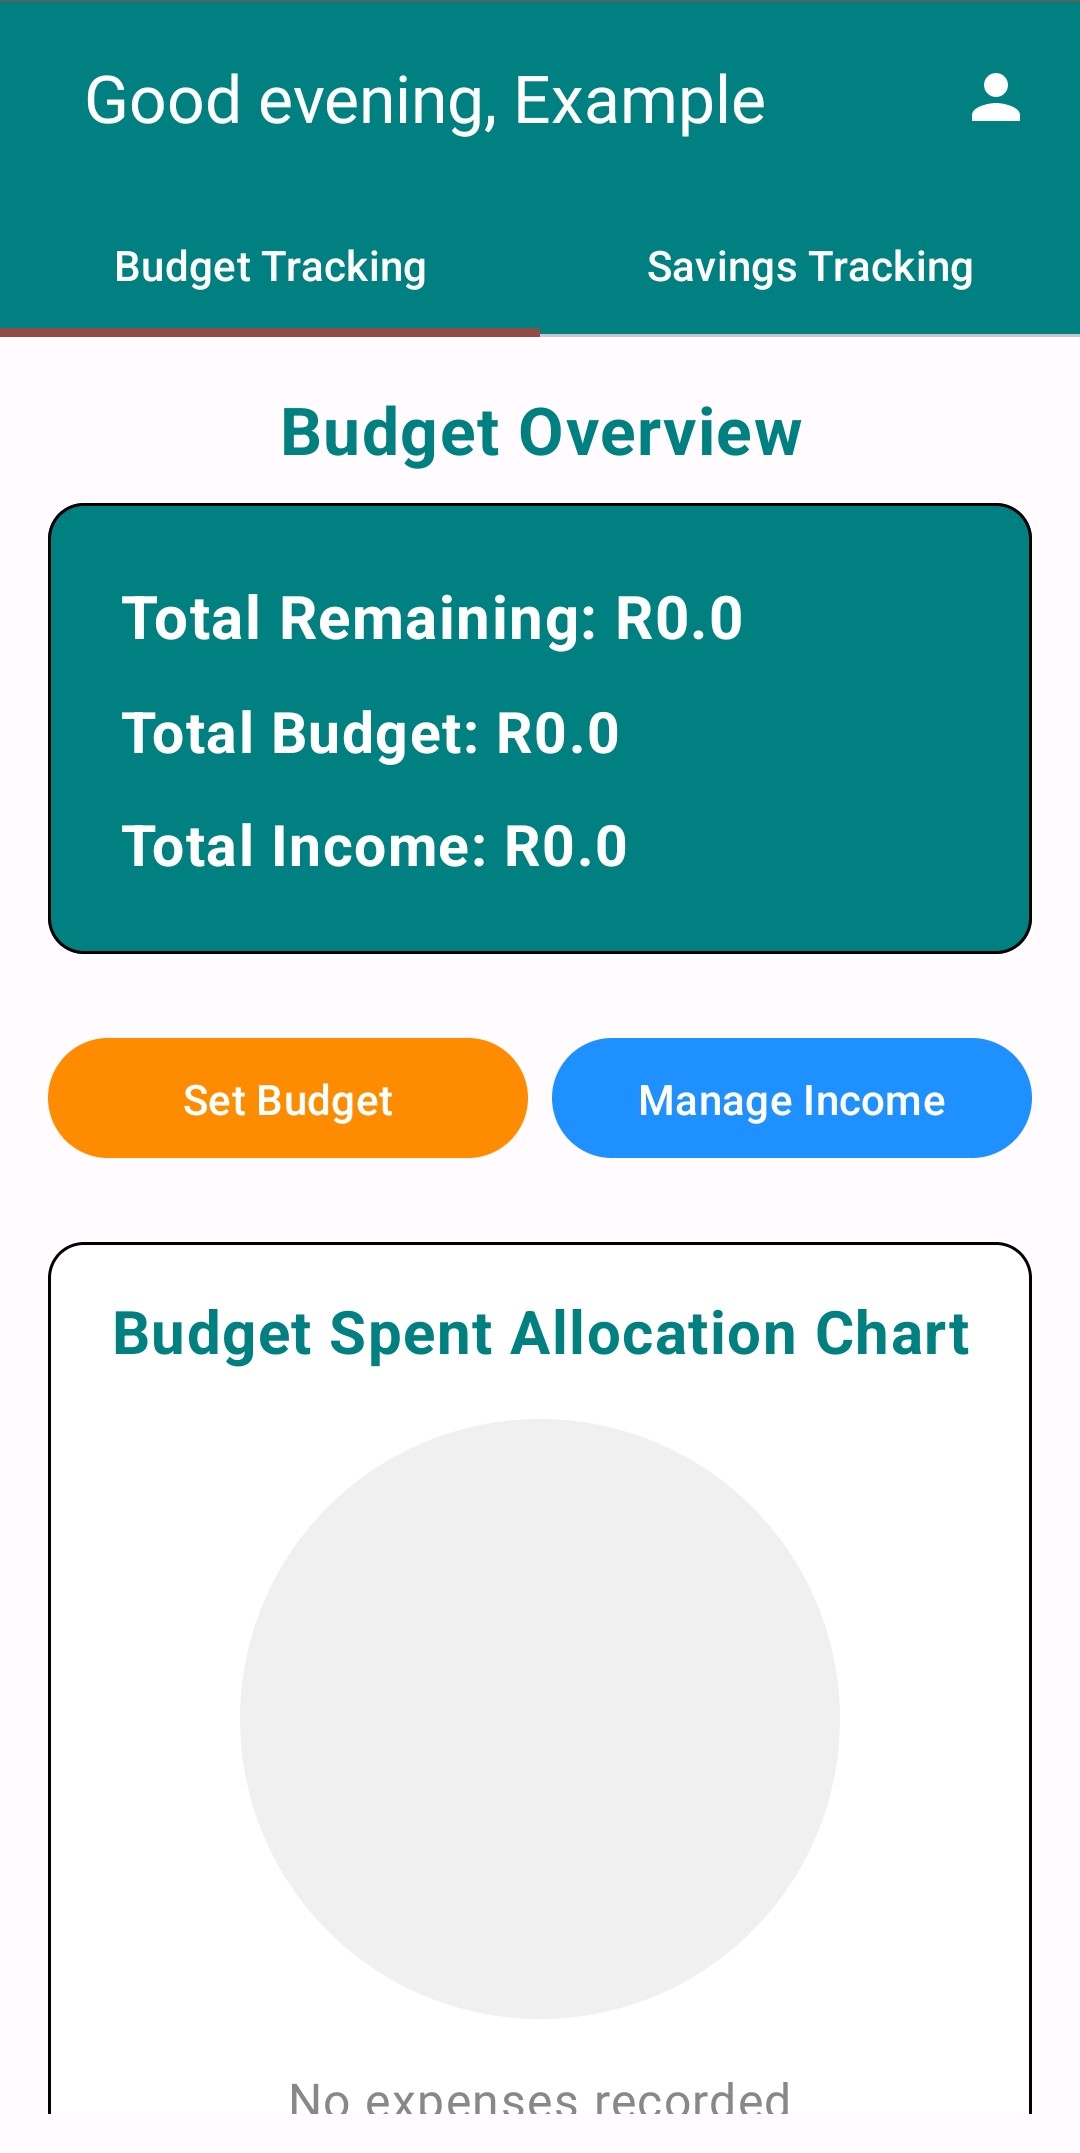 Good evening, Example
Budget Tracking
Savings Tracking
Budget Overview
Total Remaining: R0.0
Total Budget: R0.0
Total Income: R0.0
Set Budget
Manage Income
Budget Spent Allocation Chart
No expenses recorded